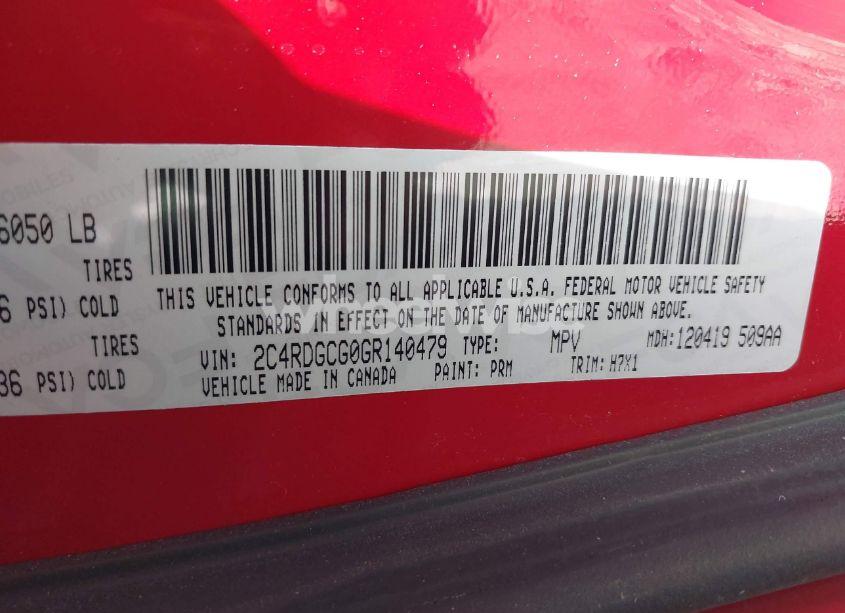 6050 LB
TIRES
6 PSI) COLD
TIRES
36 PSI) COLD
THIS VEHICLE CONFORMS TO ALL APPLICABLE U.S.A. FEDERAL MOTOR VEHICLE SAFETY
STANDARDS IN EFFECT ON THE DATE OF MANUFACTURE SHOWN ABOVE.
VIN: 2C4RDGCG0GR140479 TYPE: MPV MDH:120419 509AA
VEHICLE MADE IN CANADA PAINT: PRM TRIM: H7X1